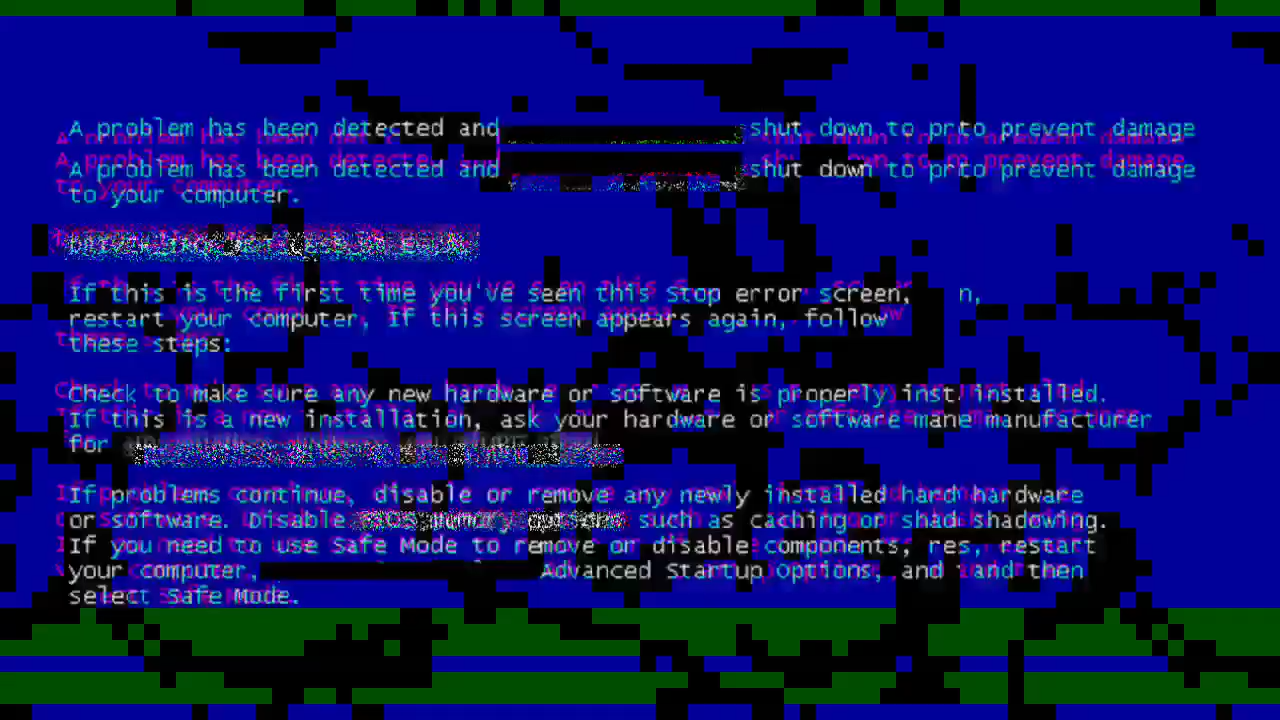 A problem has been detected and shut down to prto prevent damage
A problem has been detected and shut down to prto prevent damage
to your computer.
If this is the first time you've seen this Stop error screen, n,
restart your computer, If this screen appears again, follow
these steps:
Check to make sure any new hardware or software is properly inst installed.
If this is a new installation, ask your hardware or software mane manufacturer
for
If problems continue, disable or remove any newly installed hard hardware
or software. Disable memory options such as caching or shad shadowing.
If you need to use Safe Mode to remove or disable components, res, restart
your computer, Advanced Startup Options, and and then
select Safe Mode.